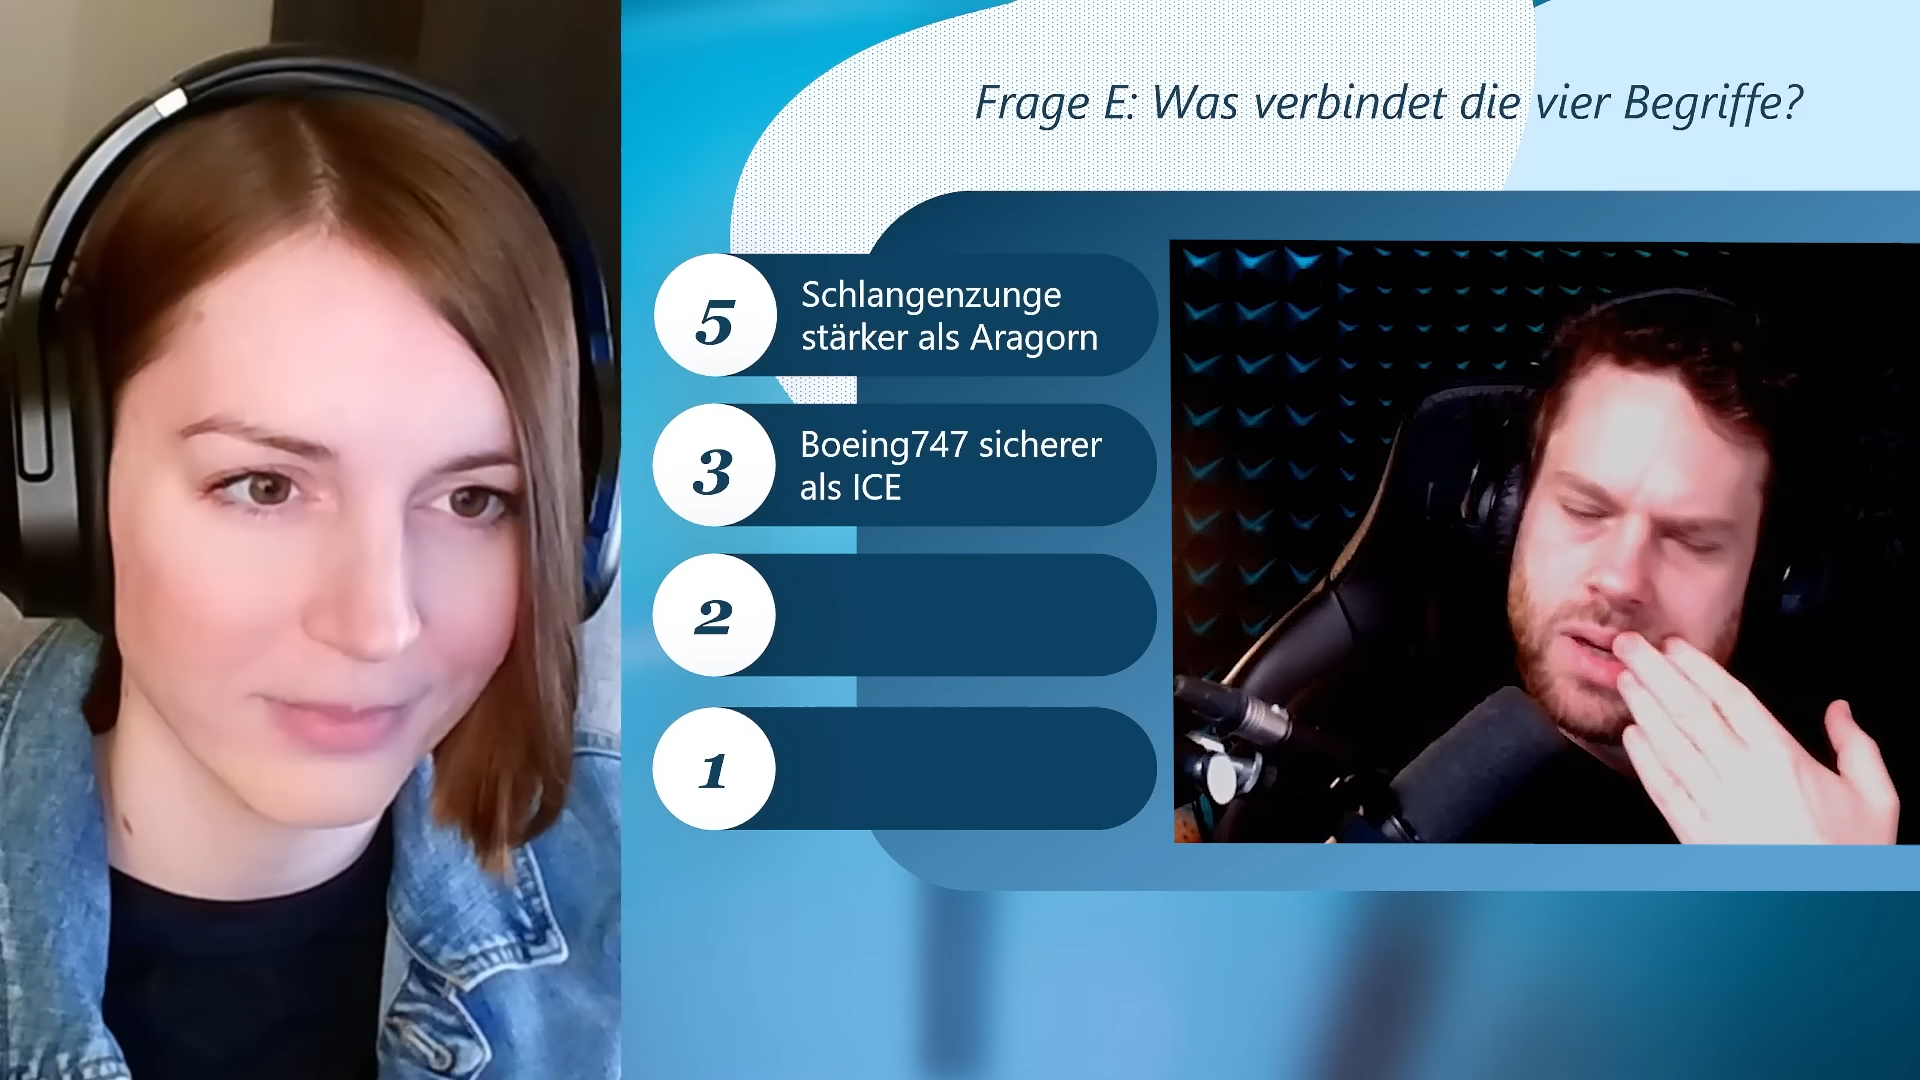 Frage E: Was verbindet die vier Begriffe?
5
Schlangenzunge
stärker als Aragorn
3
Boeing747 sicherer
als ICE
2
1